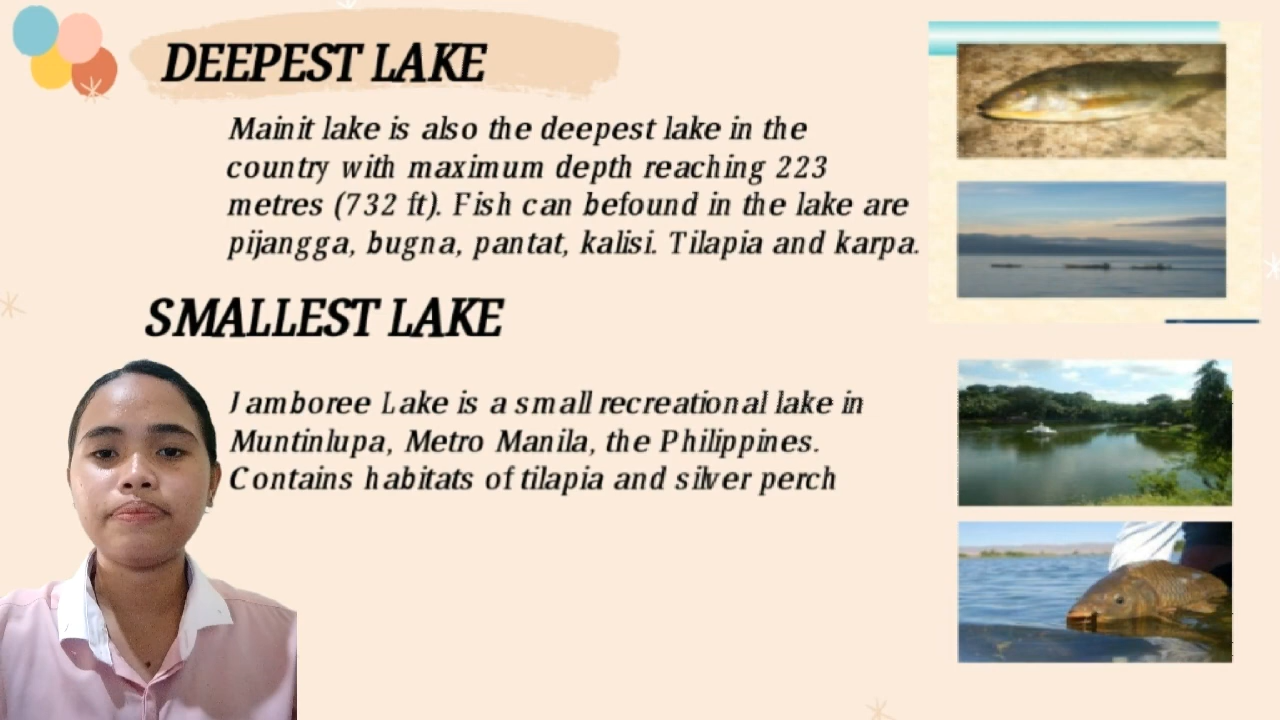 DEEPEST LAKE
Mainit lake is also the deepest lake in the
country with maximum depth reaching 223
metres (732 ft). Fish can befound in the lake are
pijangga, bugna, pantat, kalisi. Tilapia and karpa.
SMALLEST LAKE
Jamboree Lake is a small recreational lake in
Muntinlupa, Metro Manila, the Philippines.
Contains habitats of tilapia and silver perch